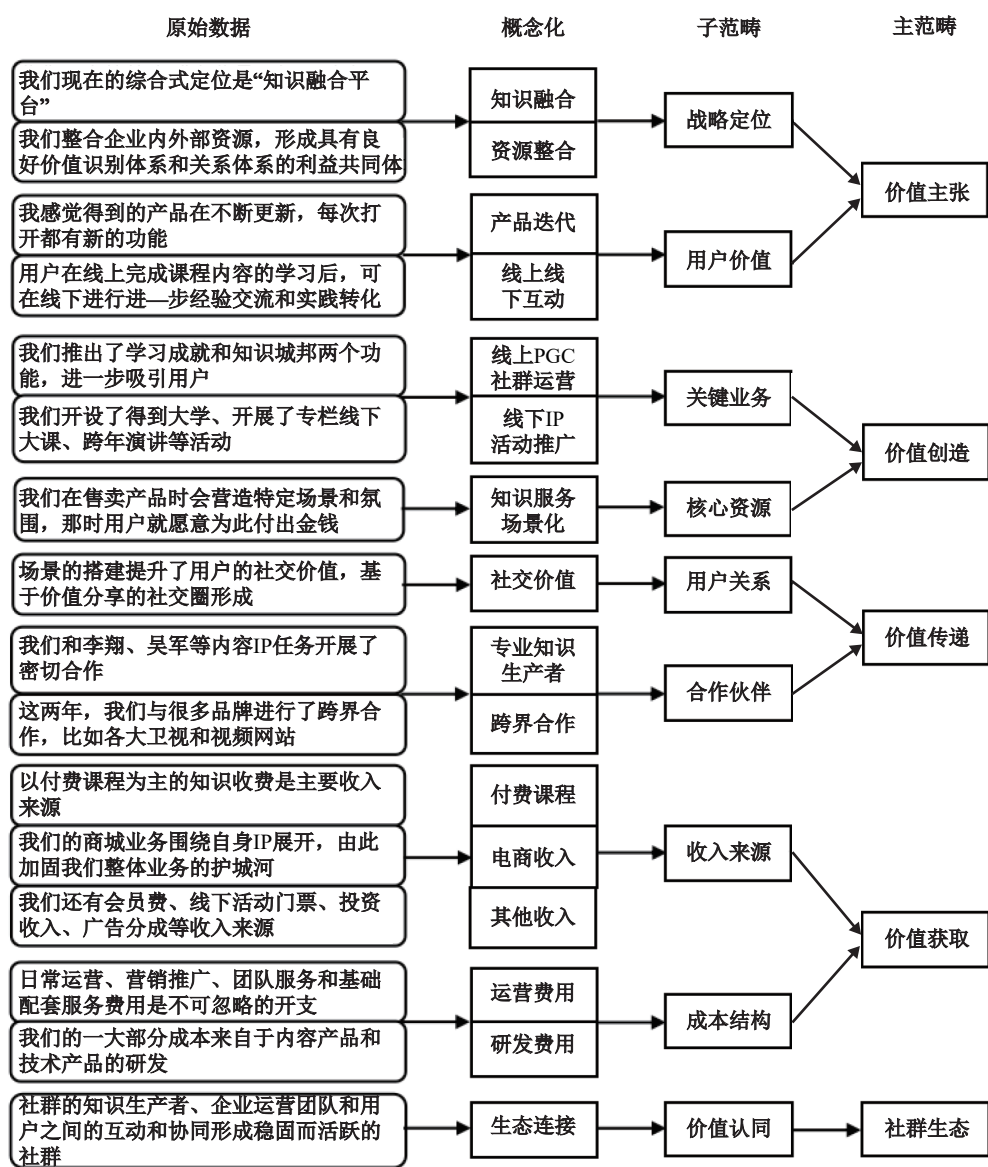 原始数据 概念化 子范畴 主范畴
我们现在的综合式定位是“知识融合平
台”
我们整合企业内外部资源，形成具有良
好价值识别体系和关系体系的利益共同体
知识融合
资源整合
战略定位
我感觉得到的产品在不断更新，每次打
开都有新的功能
用户在线上完成课程内容的学习后，可
在线下进行进—步经验交流和实践转化
产品迭代
线上线
下互动
用户价值
价值主张
我们推出了学习成就和知识城邦两个功
能，进一步吸引用户
我们开设了得到大学、开展了专栏线下
大课、跨年演讲等活动
线上PGC
社群运营
线下IP
活动推广
关键业务
我们在售卖产品时会营造特定场景和氛
围，那时用户就愿意为此付出金钱
知识服务
场景化
核心资源
价值创造
场景的搭建提升了用户的社交价值，基
于价值分享的社交圈形成
社交价值
用户关系
我们和李翔、吴军等内容IP任务开展了
密切合作
这两年，我们与很多品牌进行了跨界合
作，比如各大卫视和视频网站
专业知识
生产者
跨界合作
合作伙伴
价值传递
以付费课程为主的知识收费是主要收入
来源
我们的商城业务围绕自身IP展开，由此
加固我们整体业务的护城河
我们还有会员费、线下活动门票、投资
收入、广告分成等收入来源
付费课程
电商收入
其他收入
收入来源
日常运营、营销推广、团队服务和基础
配套服务费用是不可忽略的开支
我们的一大部分成本来自于内容产品和
技术产品的研发
运营费用
研发费用
成本结构
价值获取
社群的知识生产者、企业运营团队和用
户之间的互动和协同形成稳固而活跃的
社群
生态连接
价值认同
社群生态